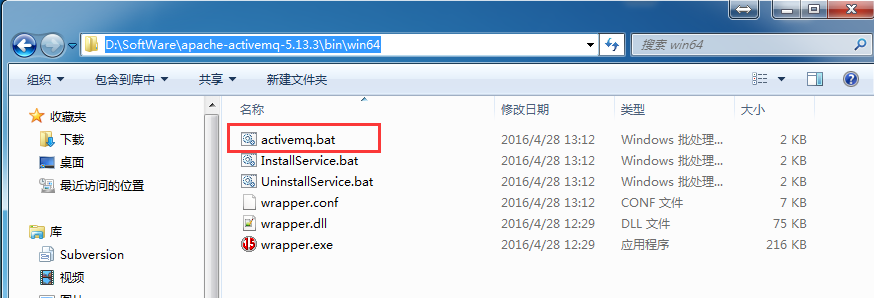 D:\SoftWare\apache-activemq-5.13.3\bin\win64
搜索 win64
组织 包含到库中 共享 新建文件夹
收藏夹
下载
桌面
最近访问的位置
库
Subversion
视频
名称 修改日期 类型 大小
activemq.bat 2016/4/28 13:12 Windows 批处理... 2 KB
InstallService.bat 2016/4/28 13:12 Windows 批处理... 2 KB
UninstallService.bat 2016/4/28 13:12 Windows 批处理... 2 KB
wrapper.conf 2016/4/28 13:12 CONF 文件 7 KB
wrapper.dll 2016/4/28 12:29 DLL 文件 75 KB
wrapper.exe 2016/4/28 12:29 应用程序 216 KB